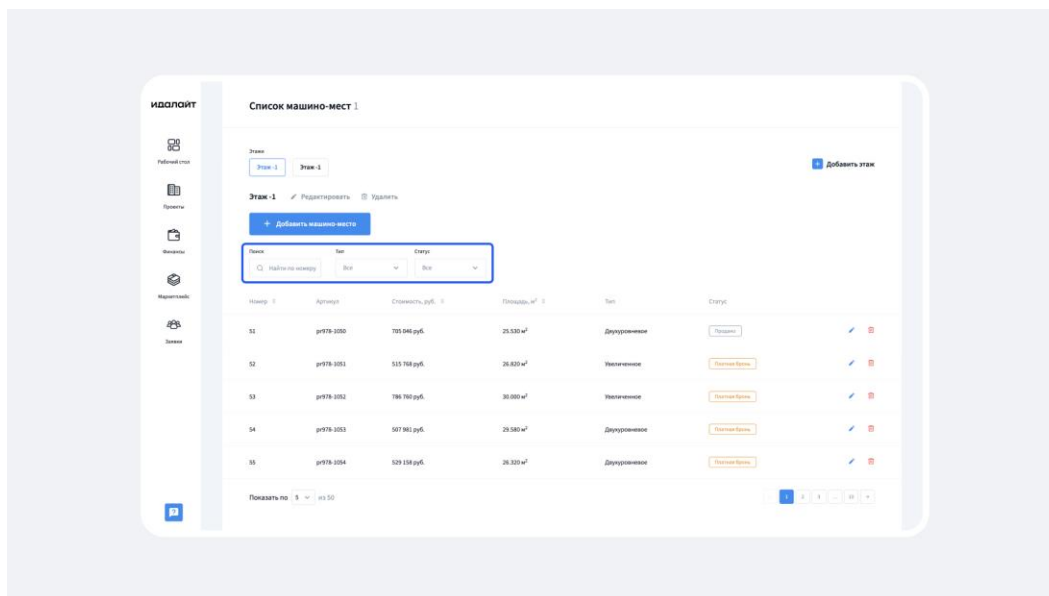 идалайт
Список машино-мест 1
Рабочий стол
Проекты
Финансы
Маркетплейс
Заявки
Этажи
Этаж -1 Этаж -1
Добавить этаж
Этаж -1 Редактировать Удалить
+ Добавить машино-место
Поиск Тип Статус
Найти по номеру Все Все
Номер Артикул Стоимость, руб. Площадь, м² Тип Статус
51 pr978-1050 705 046 руб. 25.530 м² Двухуровневое Продано
52 pr978-1051 515 768 руб. 26.820 м² Увеличенное Платная бронь
53 pr978-1052 786 760 руб. 30.000 м² Увеличенное Платная бронь
54 pr978-1053 507 981 руб. 29.580 м² Двухуровневое Платная бронь
55 pr978-1054 529 158 руб. 26.320 м² Двухуровневое Платная бронь
Показать по 5 из 50
1 2 3 ... 10